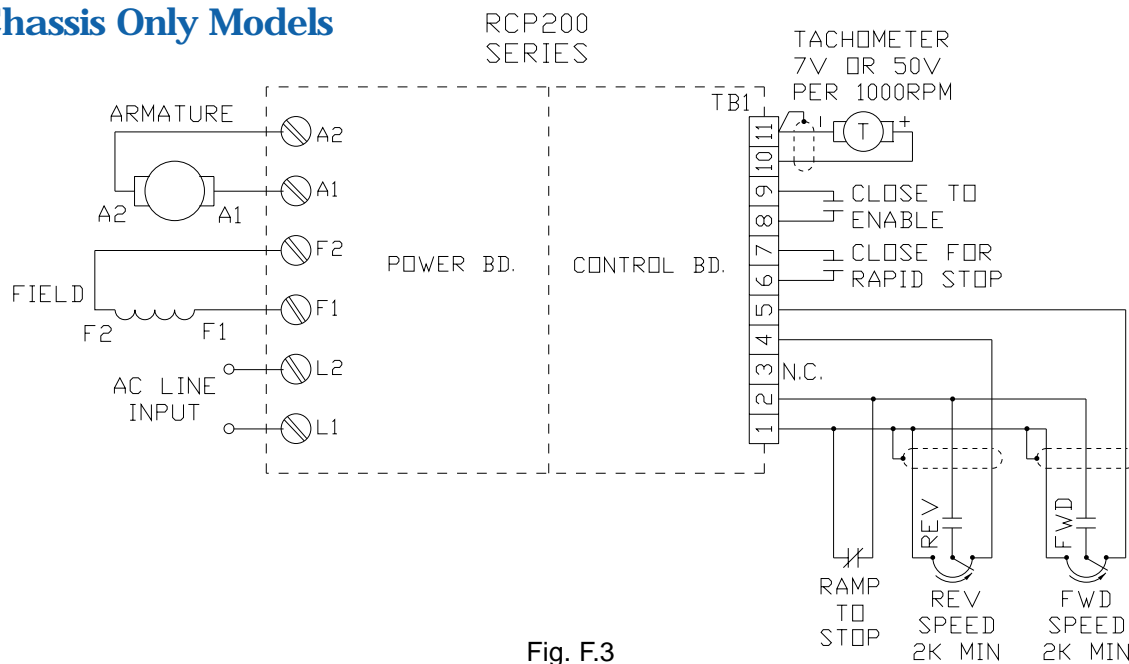 Chassis Only Models
RCP200
SERIES
TACHOMETER
7V OR 50V
PER 1000RPM
TB1
ARMATURE
A2
A1
A2
A1
F2
F1
FIELD
F2
F1
L2
L1
AC LINE
INPUT
POWER BD.
CONTROL BD.
11
10
9
8
7
6
5
4
3
2
1
- T +
CLOSE TO
ENABLE
CLOSE FOR
RAPID STOP
N.C.
REV
FWD
RAMP
TO
STOP
REV
SPEED
2K MIN
FWD
SPEED
2K MIN
Fig. F.3